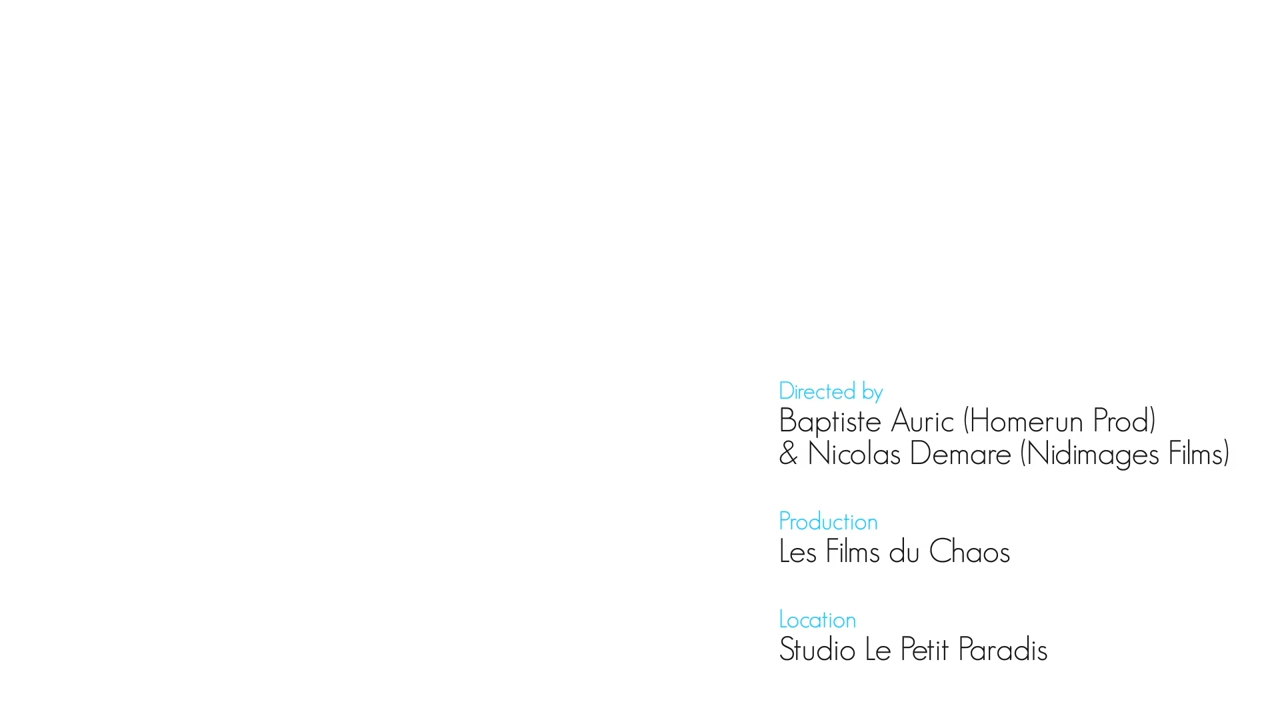 Directed by
Baptiste Auric (Homerun Prod)
& Nicolas Demare (Nidimages Films)
Production
Les Films du Chaos
Location
Studio Le Petit Paradis